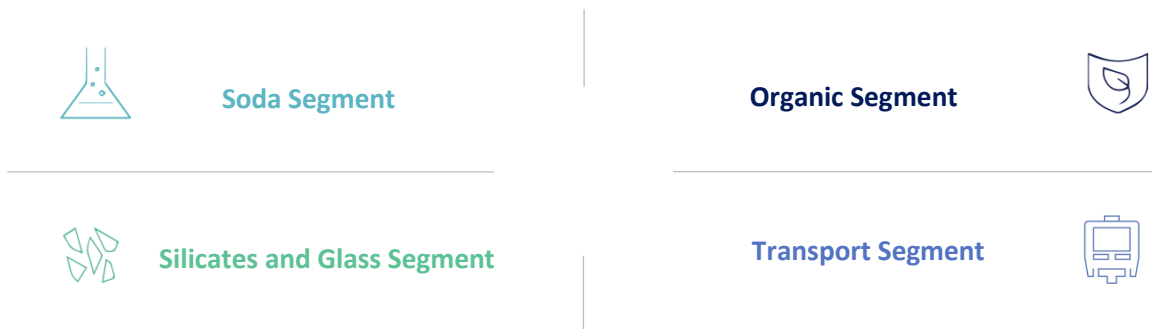 Soda Segment
Organic Segment
Silicates and Glass Segment
Transport Segment